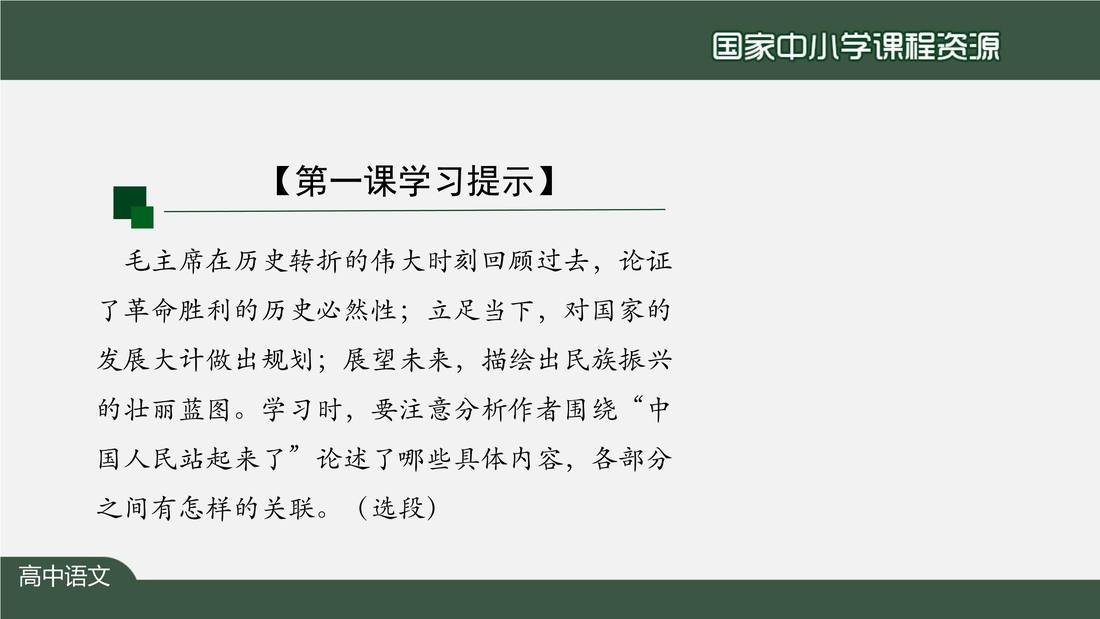 国家中小学课程资源
【第一课学习提示】
毛主席在历史转折的伟大时刻回顾过去，论证
了革命胜利的历史必然性；立足当下，对国家的
发展大计做出规划；展望未来，描绘出民族振兴
的壮丽蓝图。学习时，要注意分析作者围绕“中
国人民站起来了”论述了哪些具体内容，各部分
之间有怎样的关联。（选段）
高中语文